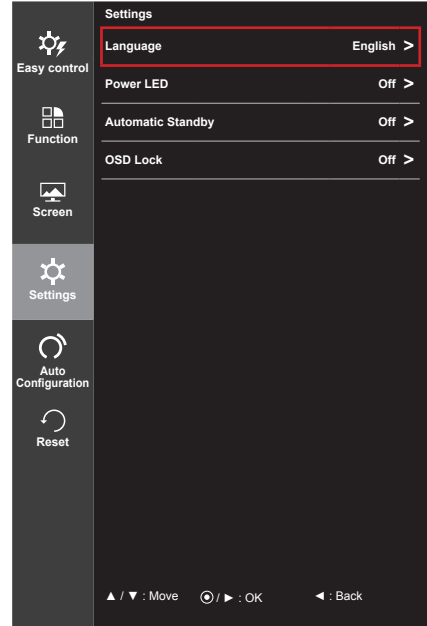 Settings
Language English >
Power LED Off >
Automatic Standby Off >
OSD Lock Off >
Easy control
Function
Screen
Settings
Auto
Configuration
Reset
▲ / ▼ : Move ⦿ / ► : OK ◄ : Back